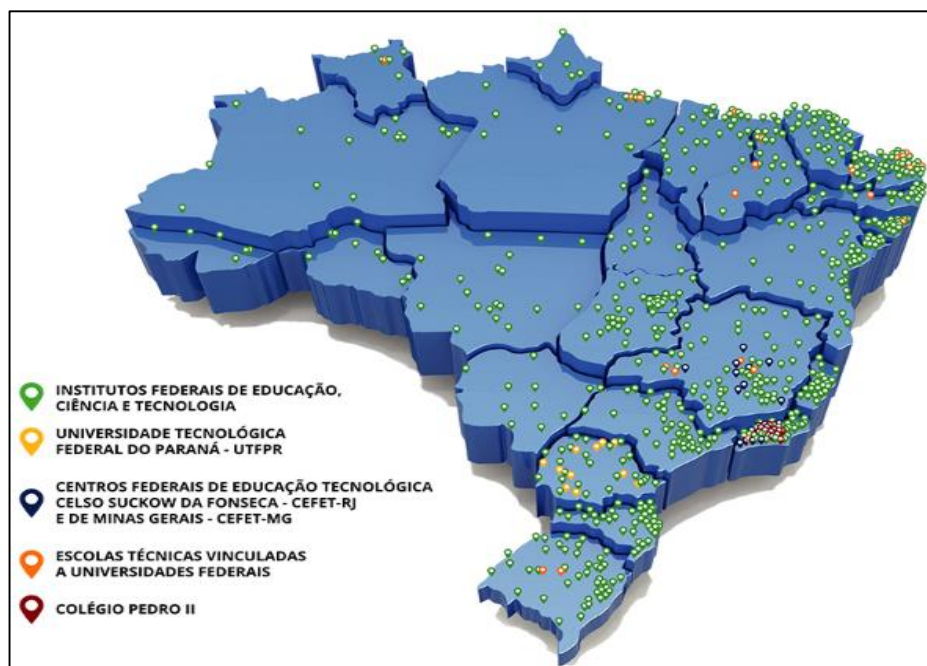 INSTITUTOS FEDERAIS DE EDUCAÇÃO,
CIÊNCIA E TECNOLOGIA
UNIVERSIDADE TECNOLÓGICA
FEDERAL DO PARANÁ - UTFPR
CENTROS FEDERAIS DE EDUCAÇÃO TECNOLÓGICA
CELSO SUCKOW DA FONSECA - CEFET-RJ
E DE MINAS GERAIS - CEFET-MG
ESCOLAS TÉCNICAS VINCULADAS
A UNIVERSIDADES FEDERAIS
COLÉGIO PEDRO II